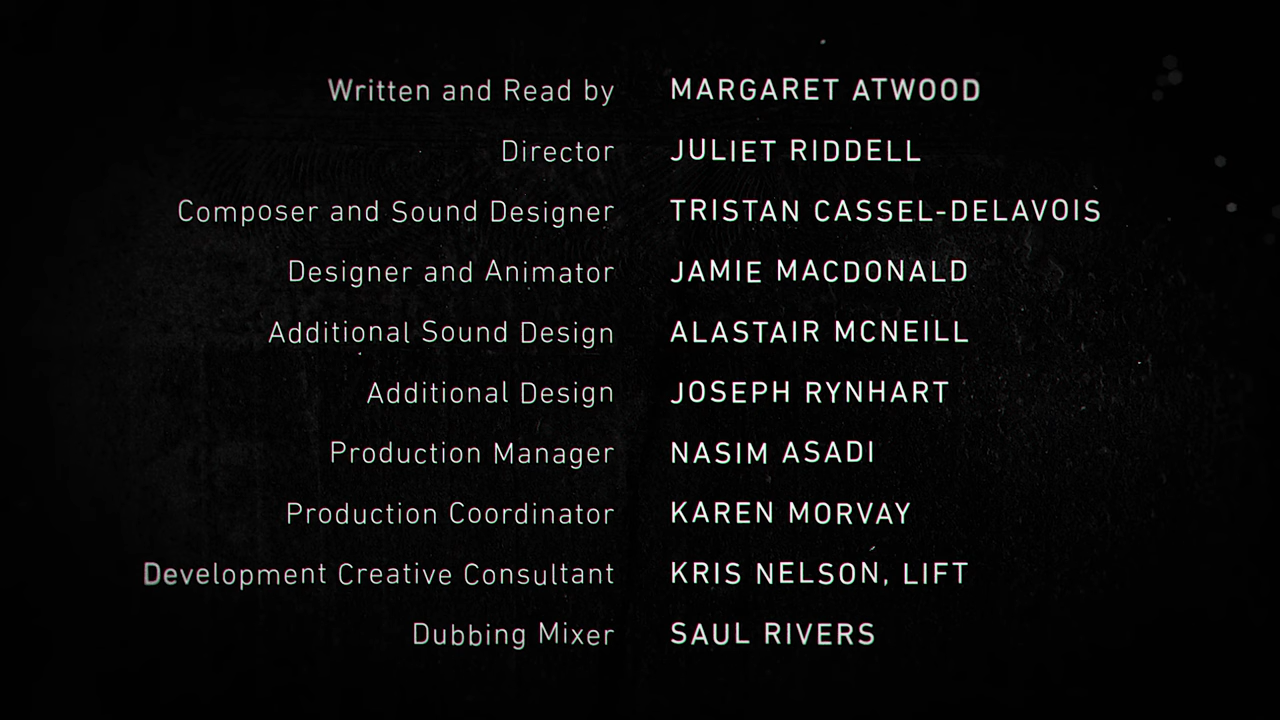 Written and Read by MARGARET ATWOOD
Director JULIET RIDDELL
Composer and Sound Designer TRISTAN CASSEL-DELAVOIS
Designer and Animator JAMIE MACDONALD
Additional Sound Design ALASTAIR MCNEILL
Additional Design JOSEPH RYNHART
Production Manager NASIM ASADI
Production Coordinator KAREN MORVAY
Development Creative Consultant KRIS NELSON, LIFT
Dubbing Mixer SAUL RIVERS